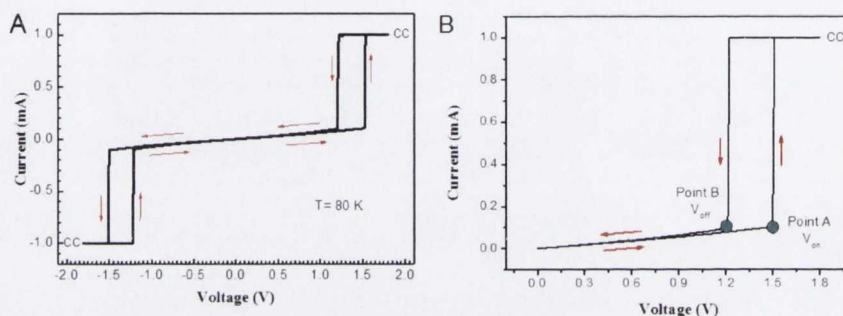 A
1.0
0.5
0.0
-0.5
-1.0
Current (mA)
CC
CC
T= 80 K
-2.0 -1.5 -1.0 -0.5 0.0 0.5 1.0 1.5 2.0
Voltage (V)
B
1.0
0.8
0.6
0.4
0.2
0.0
Current (mA)
CC
Point B
Voff
Point A
Von
0.0 0.3 0.6 0.9 1.2 1.5 1.8
Voltage (V)